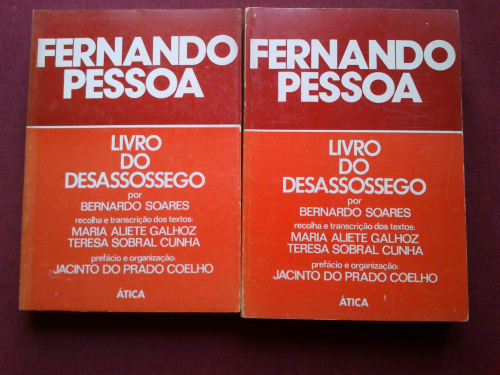 FERNANDO
PESSOA
LIVRO
DO
DESASSOSSEGO
por
BERNARDO SOARES
recolha e transcrição dos textos:
MARIA ALIETE GALHOZ
TERESA SOBRAL CUNHA
prefácio e organização:
JACINTO DO PRADO COELHO
ÁTICA
FERNANDO
PESSOA
LIVRO
DO
DESASSOSSEGO
por
BERNARDO SOARES
recolha e transcrição dos textos:
MARIA ALIETE GALHOZ
TERESA SOBRAL CUNHA
prefácio e organização:
JACINTO DO PRADO COELHO
ÁTICA